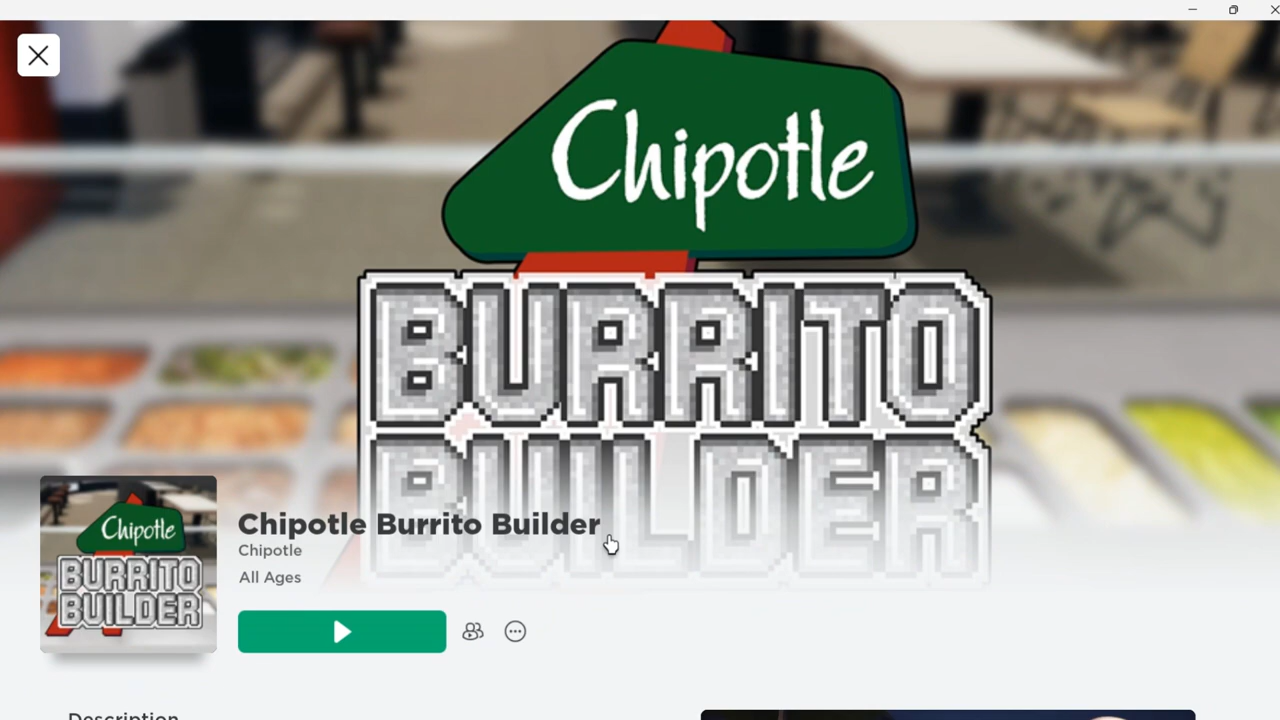 Chipotle
BURRITO
BUILDER
Chipotle
BURRITO
BUILDER
Chipotle Burrito Builder
Chipotle
All Ages
Description